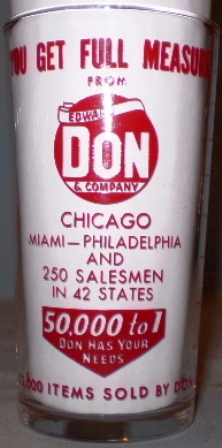 YOU GET FULL MEASURE
FROM
EDWARD
DON
& COMPANY
CHICAGO
MIAMI-PHILADELPHIA
AND
250 SALESMEN
IN 42 STATES
50,000 to 1
DON HAS YOUR
NEEDS
ITEMS SOLD BY DON